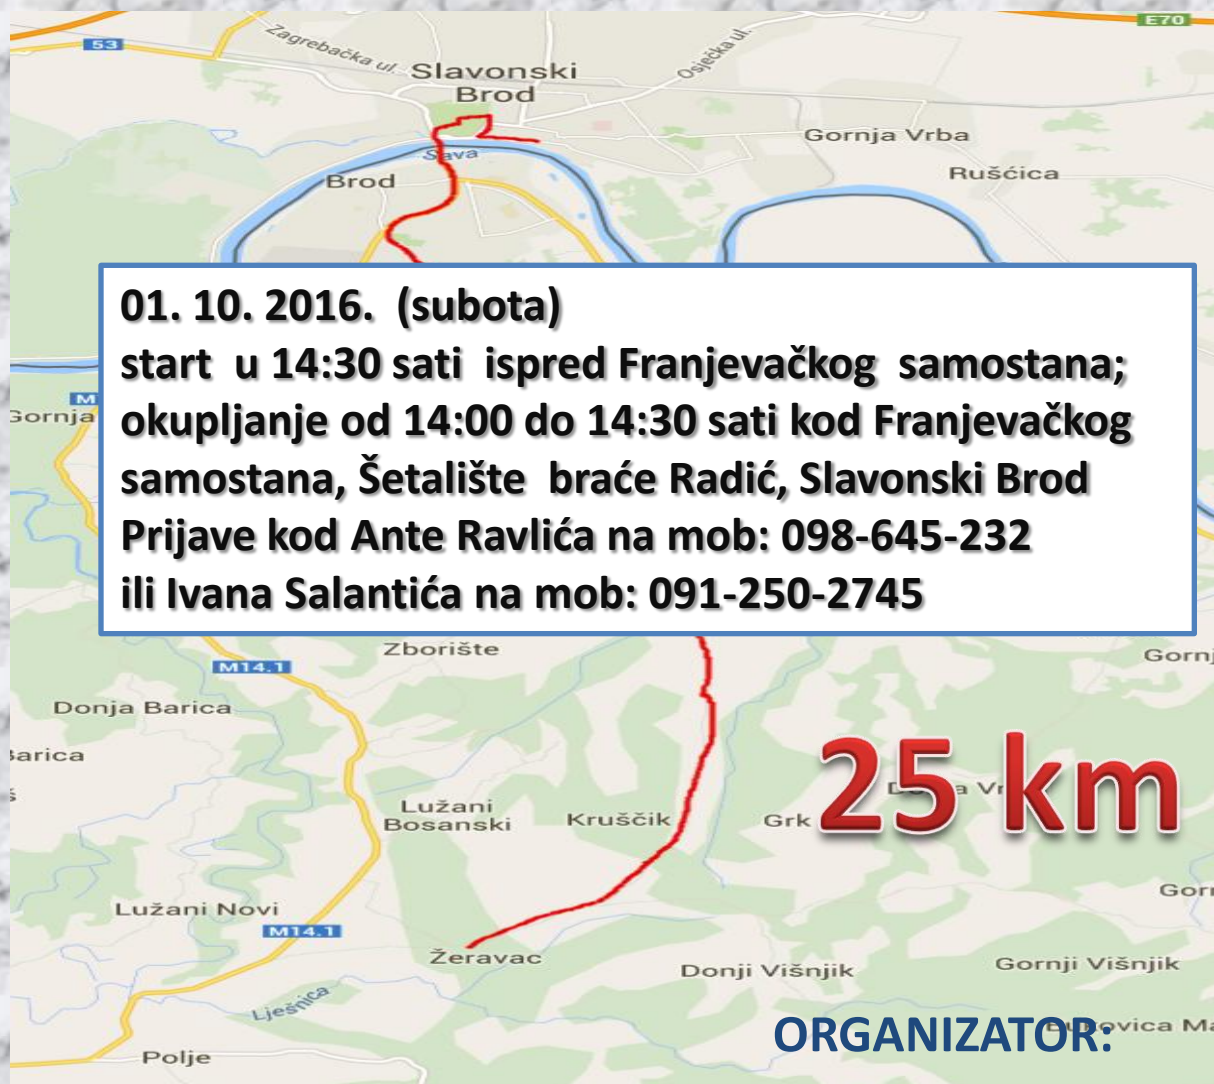 E70
53
Zagrebačka ul.
Osječka ul.
Slavonski
Brod
Gornja Vrba
Sava
Rušćica
Brod
01. 10. 2016. (subota)
start u 14:30 sati ispred Franjevačkog samostana;
okupljanje od 14:00 do 14:30 sati kod Franjevačkog
samostana, Šetalište braće Radić, Slavonski Brod
Prijave kod Ante Ravlića na mob: 098-645-232
ili Ivana Salantića na mob: 091-250-2745
Gornja
Zborište
M14.1
Donja Barica
Barica
25 km
Lužani
Bosanski
Kruščik
Grk
Lužani Novi
M14.1
Žeravac
Donji Višnjik
Gornji Višnjik
Lješnica
ORGANIZATOR:
Polje